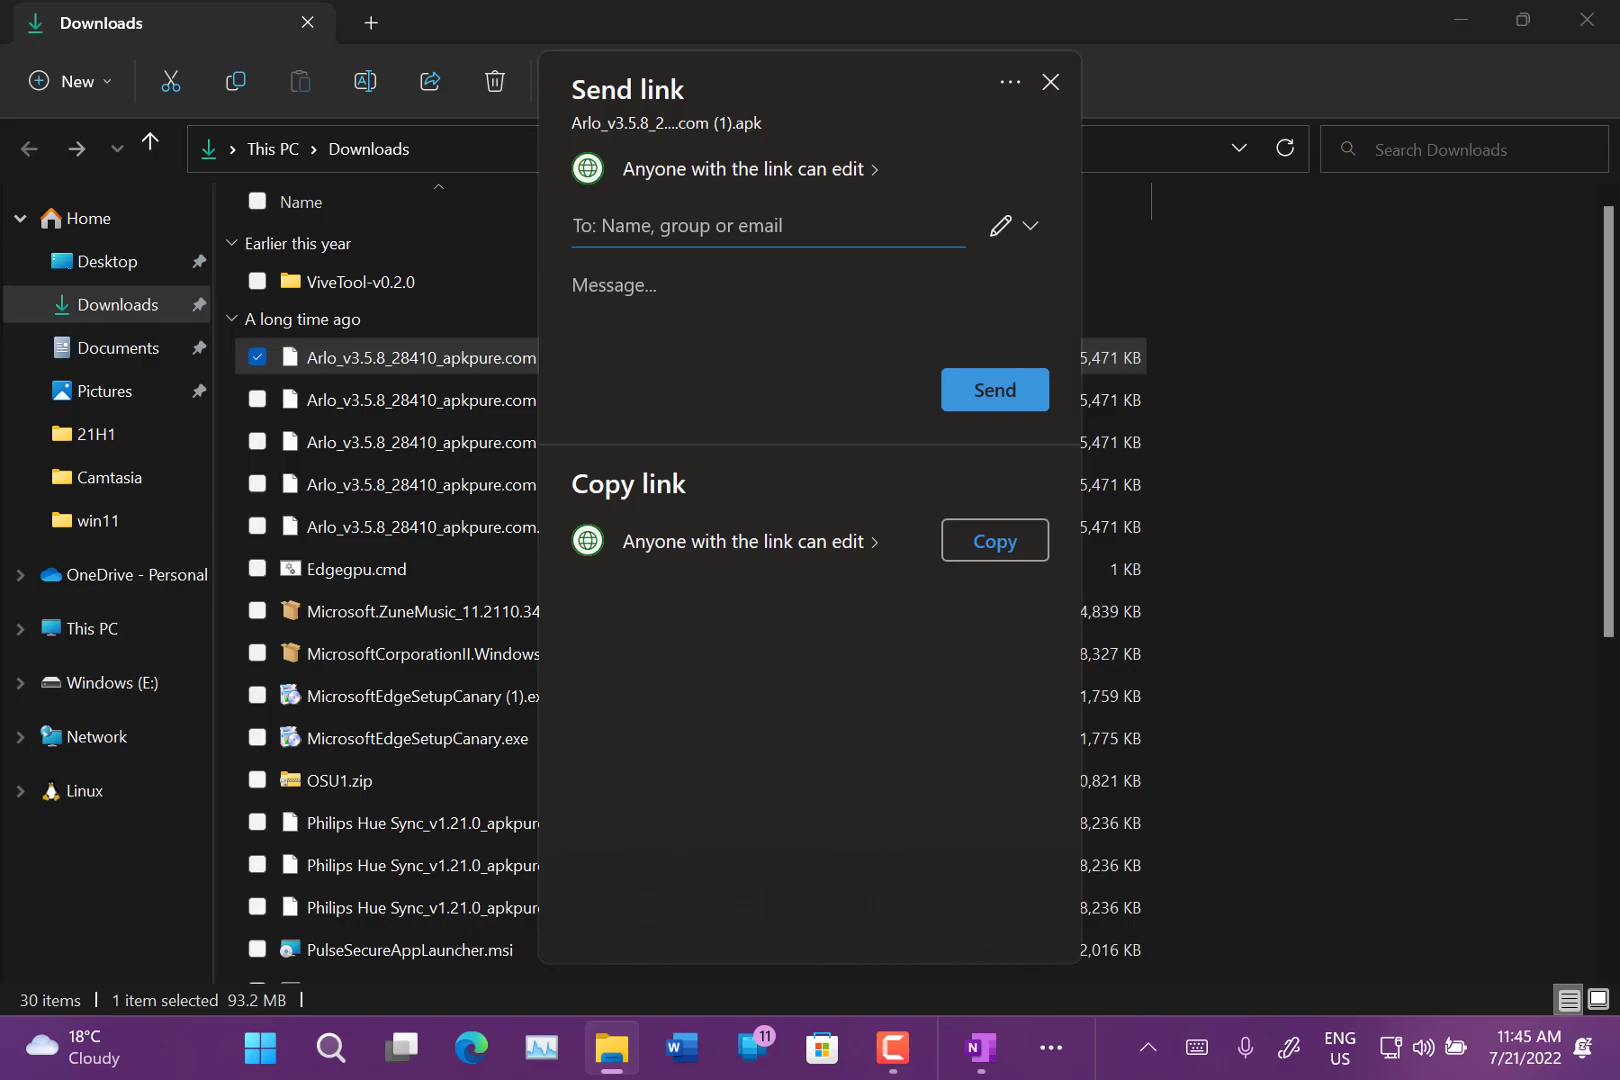 Downloads
New
This PC > Downloads
Search Downloads
Send link
Arlo_v3.5.8_2....com (1).apk
Anyone with the link can edit >
To: Name, group or email
Message...
Send
Copy link
Anyone with the link can edit >
Copy
Home
Desktop
Downloads
Documents
Pictures
21H1
Camtasia
win11
OneDrive - Personal
This PC
Windows (E:)
Network
Linux
Name
Earlier this year
ViveTool-v0.2.0
A long time ago
Arlo_v3.5.8_28410_apkpure.com 5,471 KB
Arlo_v3.5.8_28410_apkpure.com 5,471 KB
Arlo_v3.5.8_28410_apkpure.com 5,471 KB
Arlo_v3.5.8_28410_apkpure.com 5,471 KB
Arlo_v3.5.8_28410_apkpure.com. 5,471 KB
Edgegpu.cmd 1 KB
Microsoft.ZuneMusic_11.2110.34 4,839 KB
MicrosoftCorporationII.Windows 8,327 KB
MicrosoftEdgeSetupCanary (1).ex 1,759 KB
MicrosoftEdgeSetupCanary.exe 1,775 KB
OSU1.zip 0,821 KB
Philips Hue Sync_v1.21.0_apkpur 8,236 KB
Philips Hue Sync_v1.21.0_apkpur 8,236 KB
Philips Hue Sync_v1.21.0_apkpur 8,236 KB
PulseSecureAppLauncher.msi 2,016 KB
30 items | 1 item selected 93.2 MB |
18°C
Cloudy
11
ENG
US
11:45 AM
7/21/2022